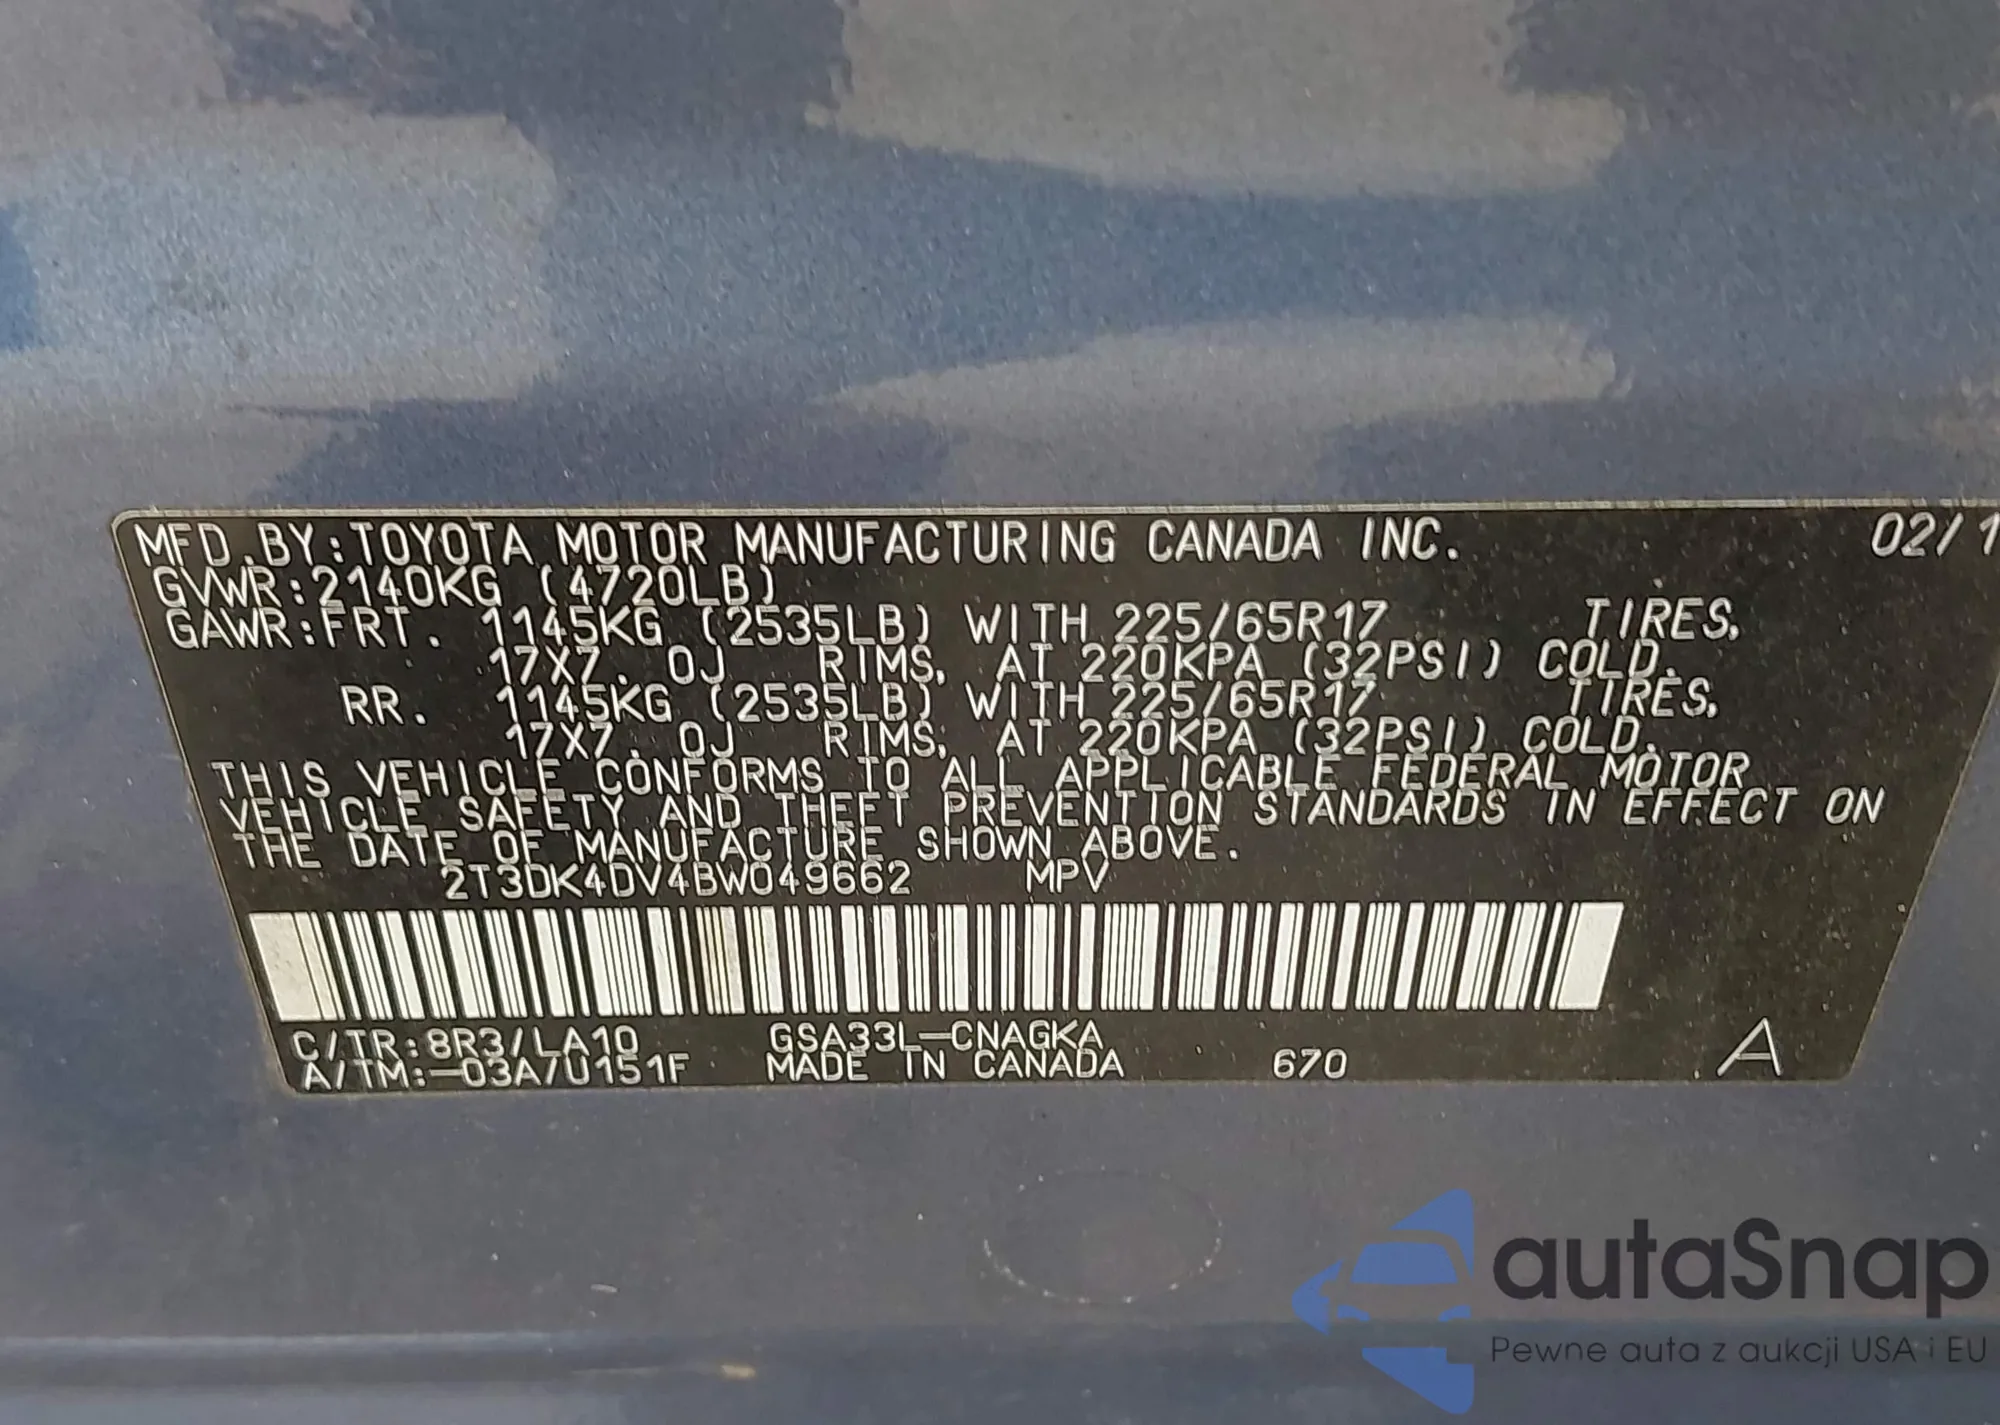 MFD.BY:TOYOTA MOTOR MANUFACTURING CANADA INC. 02/1
GVWR:2140KG (4720LB)
GAWR:FRT. 1145KG (2535LB) WITH 225/65R17 TIRES,
17X7.0J RIMS, AT 220KPA (32PSI) COLD.
RR. 1145KG (2535LB) WITH 225/65R17 TIRES,
17X7.0J RIMS, AT 220KPA (32PSI) COLD.
THIS VEHICLE CONFORMS TO ALL APPLICABLE FEDERAL MOTOR
VEHICLE SAFETY AND THEFT PREVENTION STANDARDS IN EFFECT ON
THE DATE OF MANUFACTURE SHOWN ABOVE.
2T3DK4DV4BW049662 MPV
C/TR:8R3/LA10 GSA33L-CNAGKA
A/TM:-03A/U151F MADE IN CANADA 670 A
autaSnap
Pewne auta z aukcji USA i EU